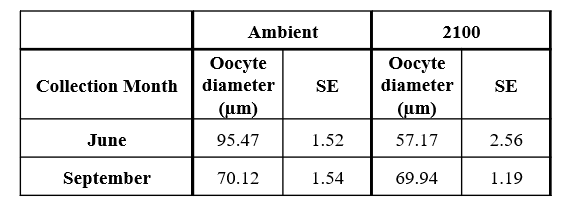 Ambient 2100
Collection Month Oocyte diameter (µm) SE Oocyte diameter (µm) SE
June 95.47 1.52 57.17 2.56
September 70.12 1.54 69.94 1.19